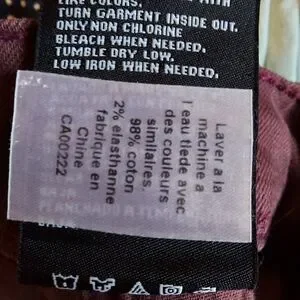 LIKE COLORS.
TURN GARMENT INSIDE OUT.
ONLY NON CHLORINE
BLEACH WHEN NEEDED.
TUMBLE DRY LOW.
LOW IRON WHEN NEEDED.
Laver a la
machine a
l eau tiede avec
des couleurs
similaires.
98% coton
2% elasthanne
fabrique en
Chine
CA00222